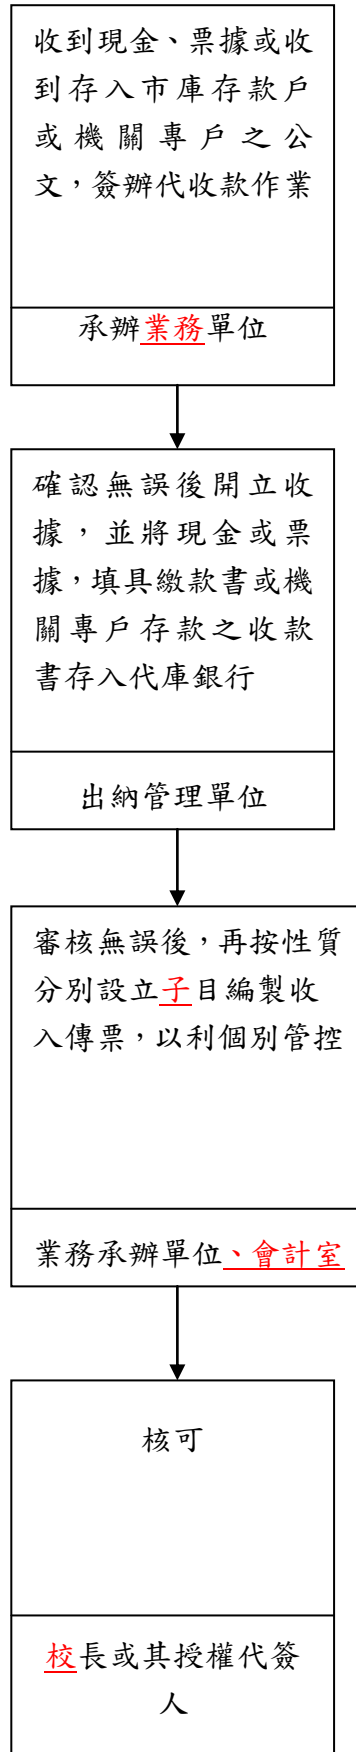 收到現金、票據或收
到存入市庫存款戶
或機關專戶之公
文，簽辦代收款作業
承辦業務單位
確認無誤後開立收
據，並將現金或票
據，填具繳款書或機
關專戶存款之收款
書存入代庫銀行
出納管理單位
審核無誤後，再按性質
分別設立子目編製收
入傳票，以利個別管控
業務承辦單位、會計室
核可
校長或其授權代簽
人